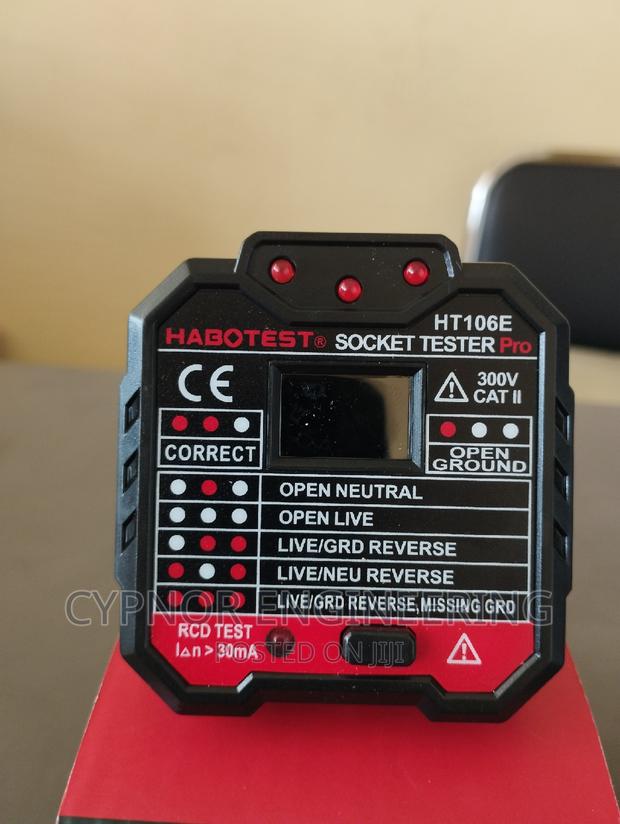 HT106E
HABOTEST® SOCKET TESTER Pro
CE
300V
CAT II
CORRECT
OPEN
GROUND
OPEN NEUTRAL
OPEN LIVE
LIVE/GRD REVERSE
LIVE/NEU REVERSE
CYPNOR ENGINEERING
LIVE/GRD REVERSE,MISSING GRD
RCD TEST
I△n > 30mA
POSTED ON JIJI